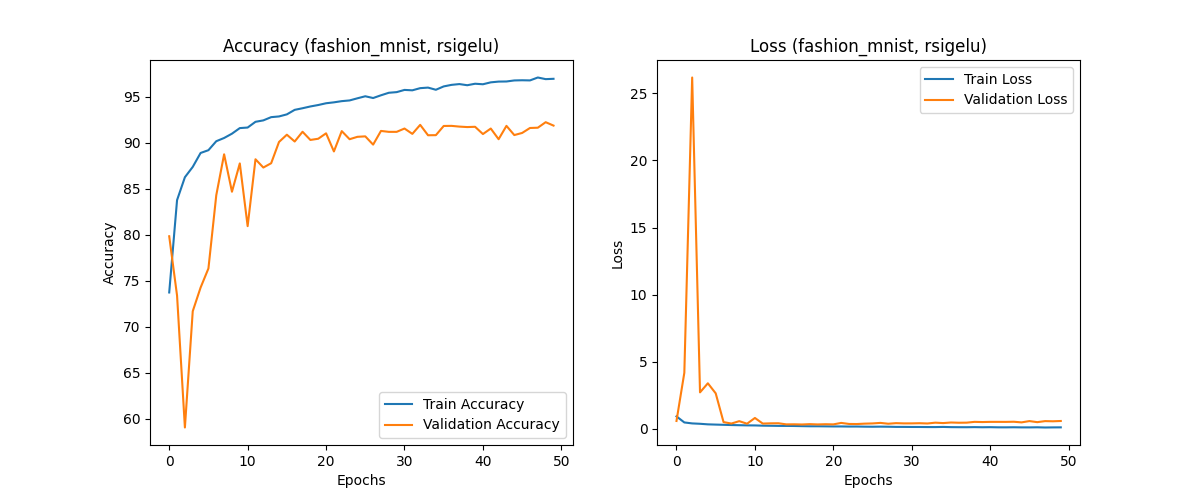 Accuracy (fashion_mnist, rsigelu)
95
90
85
80
75
70
65
60
Accuracy
Train Accuracy
Validation Accuracy
0 10 20 30 40 50
Epochs
Loss (fashion_mnist, rsigelu)
25
20
15
10
5
0
Loss
Train Loss
Validation Loss
0 10 20 30 40 50
Epochs